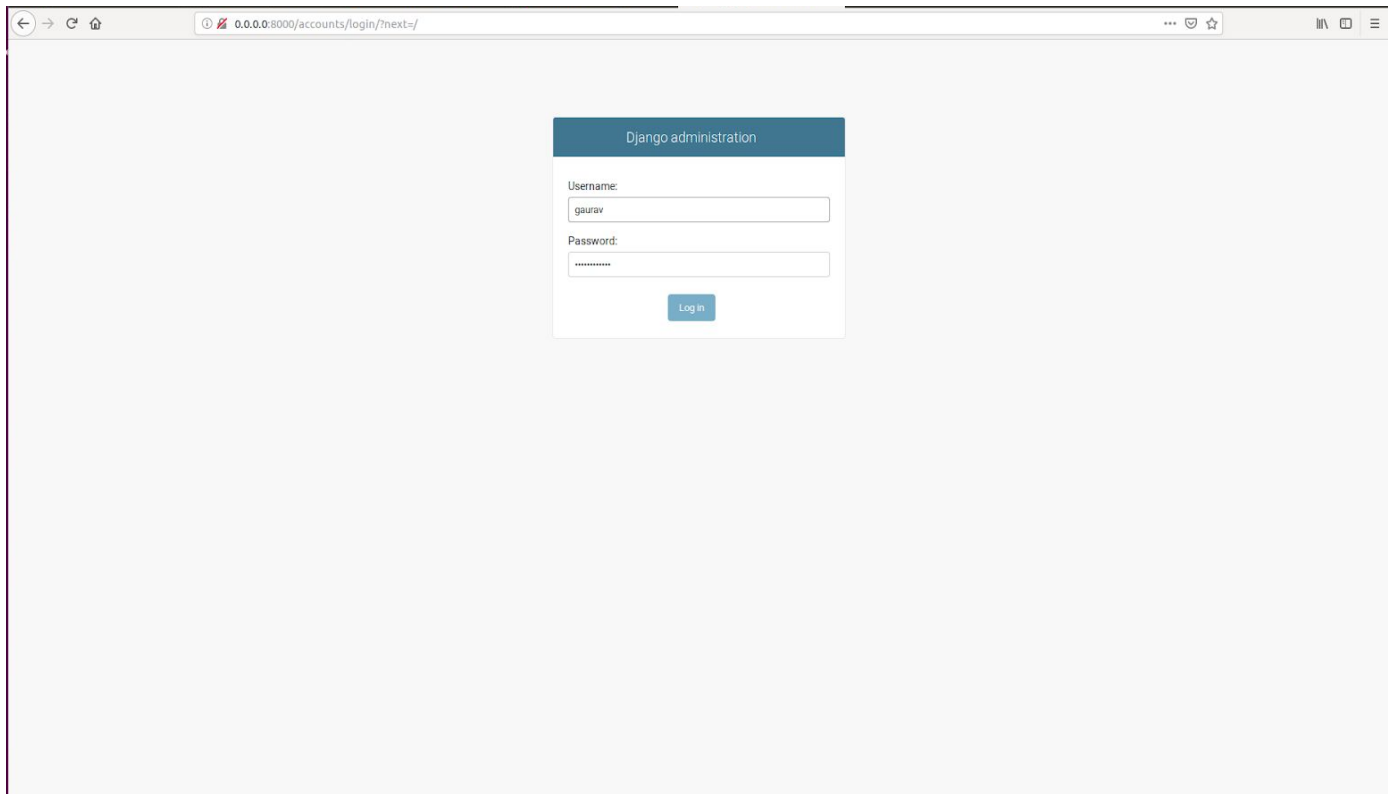 0.0.0.0:8000/accounts/login/?next=/
Django administration
Username:
gaurav
Password:
••••••••••••
Log in